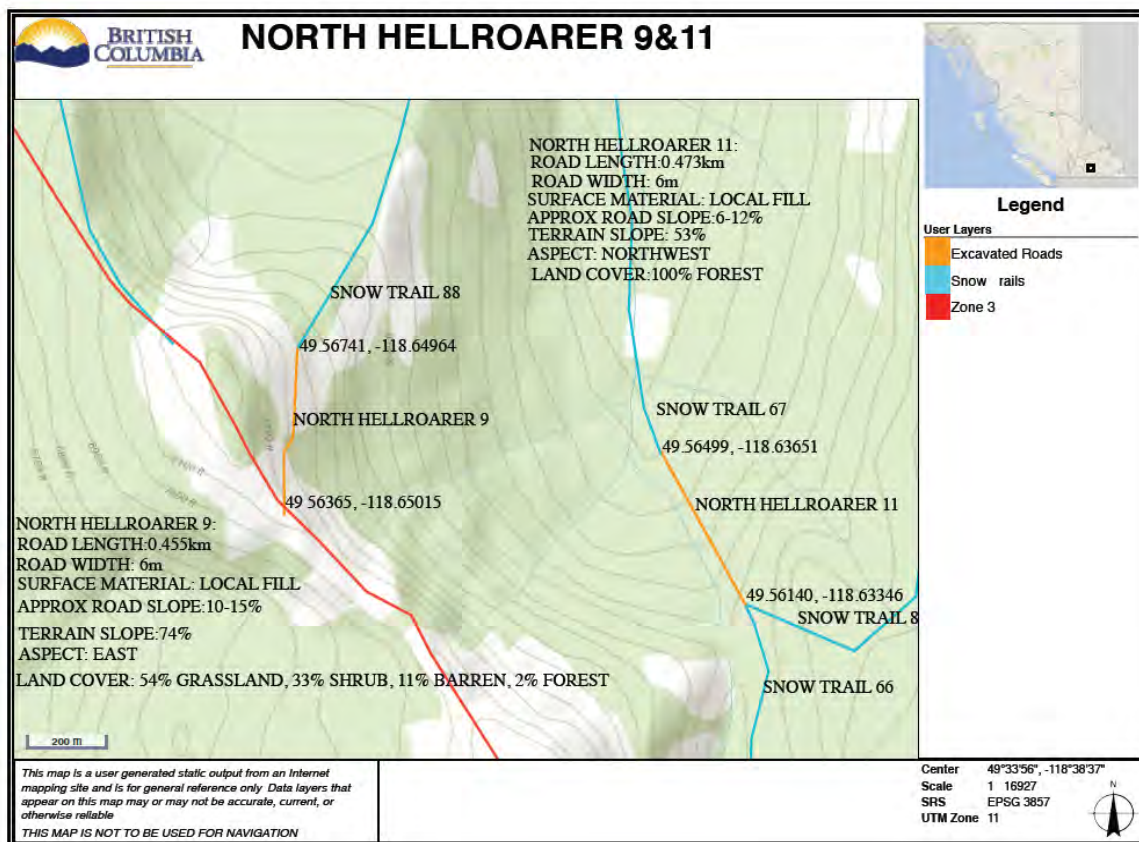 BRITISH
COLUMBIA
NORTH HELLROARER 9&11
NORTH HELLROARER 11:
ROAD LENGTH:0.473km
ROAD WIDTH: 6m
SURFACE MATERIAL: LOCAL FILL
APPROX ROAD SLOPE:6-12%
TERRAIN SLOPE: 53%
ASPECT: NORTHWEST
LAND COVER:100% FOREST
SNOW TRAIL 88
49.56741, -118.64964
NORTH HELLROARER 9
49 56365, -118.65015
SNOW TRAIL 67
49.56499, -118.63651
NORTH HELLROARER 11
49.56140, -118.63346
SNOW TRAIL 8
SNOW TRAIL 66
NORTH HELLROARER 9:
ROAD LENGTH:0.455km
ROAD WIDTH: 6m
SURFACE MATERIAL: LOCAL FILL
APPROX ROAD SLOPE:10-15%
TERRAIN SLOPE:74%
ASPECT: EAST
LAND COVER: 54% GRASSLAND, 33% SHRUB, 11% BARREN, 2% FOREST
200 m
Legend
User Layers
Excavated Roads
Snow rails
Zone 3
This map is a user generated static output from an Internet
mapping site and is for general reference only Data layers that
appear on this map may or may not be accurate, current, or
otherwise reliable
THIS MAP IS NOT TO BE USED FOR NAVIGATION
Center 49°33'56", -118°38'37"
Scale 1 16927
SRS EPSG 3857
UTM Zone 11
N